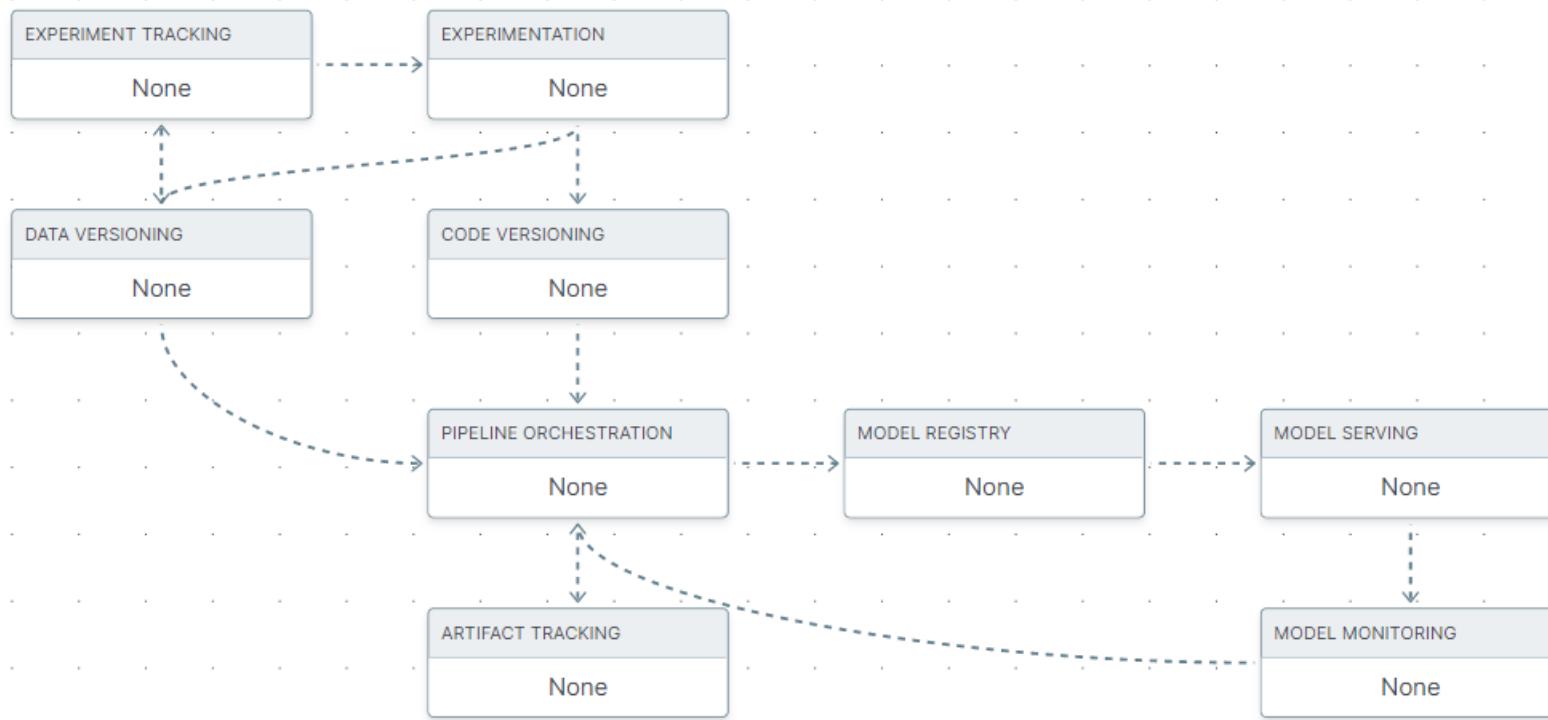 EXPERIMENT TRACKING
None
EXPERIMENTATION
None
DATA VERSIONING
None
CODE VERSIONING
None
PIPELINE ORCHESTRATION
None
MODEL REGISTRY
None
MODEL SERVING
None
ARTIFACT TRACKING
None
MODEL MONITORING
None